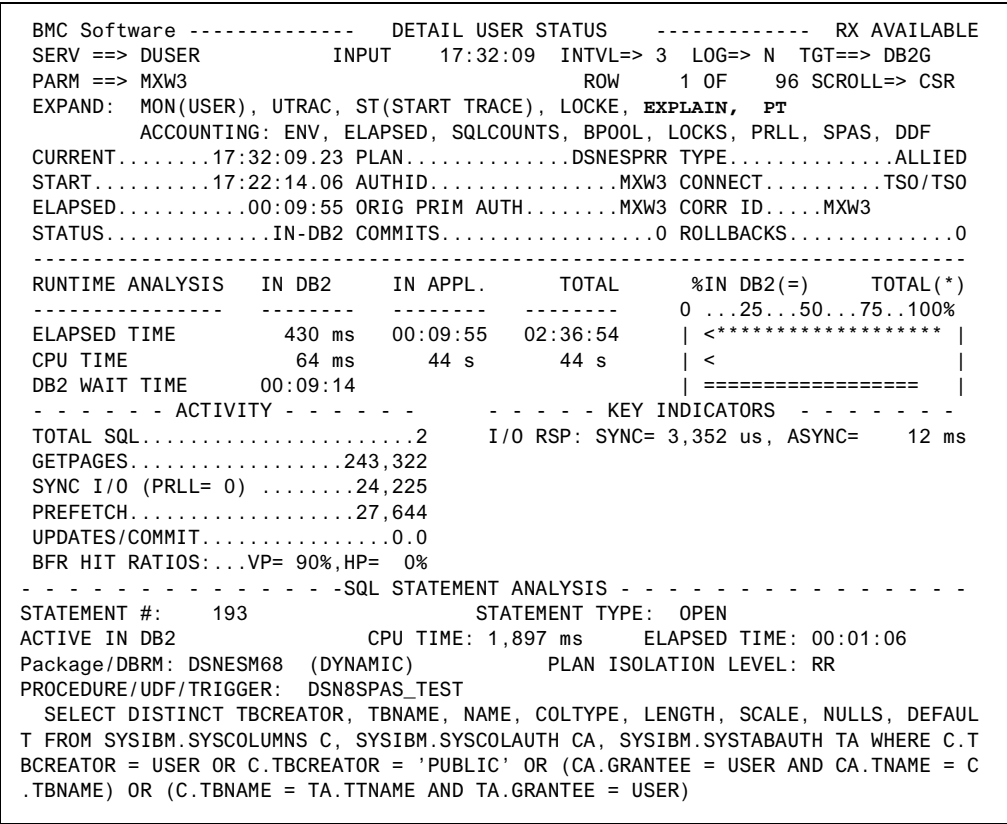 BMC Software --------------   DETAIL USER STATUS     -------------  RX AVAILABLE
SERV ==> DUSER            INPUT    17:32:09  INTVL=> 3  LOG=> N  TGT==> DB2G
PARM ==> MXW3                                  ROW     1 OF    96 SCROLL=> CSR
EXPAND:  MON(USER), UTRAC, ST(START TRACE), LOCKE, EXPLAIN,  PT
ACCOUNTING: ENV, ELAPSED, SQLCOUNTS, BPOOL, LOCKS, PRLL, SPAS, DDF
CURRENT........17:32:09.23 PLAN..............DSNESPRR TYPE..............ALLIED
START..........17:22:14.06 AUTHID................MXW3 CONNECT..........TSO/TSO
ELAPSED...........00:09:55 ORIG PRIM AUTH........MXW3 CORR ID.....MXW3
STATUS..............IN-DB2 COMMITS..................0 ROLLBACKS..............0
------------------------------------------------------------------------------
RUNTIME ANALYSIS   IN DB2     IN APPL.      TOTAL      %IN DB2(=)     TOTAL(*)
----------------  --------    --------   --------     0 ...25...50...75..100%
ELAPSED TIME         430 ms   00:09:55   02:36:54      | <******************* |
CPU TIME              64 ms       44 s       44 s      | <                    |
DB2 WAIT TIME     00:09:14                             | ==================   |
- - - - - - ACTIVITY - - - - - -      - - - - - KEY INDICATORS  - - - - - - -
TOTAL SQL.......................2     I/O RSP: SYNC= 3,352 us, ASYNC=    12 ms
GETPAGES..................243,322
SYNC I/O (PRLL= 0) ........24,225
PREFETCH...................27,644
UPDATES/COMMIT................0.0
BFR HIT RATIOS:...VP= 90%,HP=  0%
- - - - - - - - - - - - - -SQL STATEMENT ANALYSIS - - - - - - - - - - - - - - -
STATEMENT #:    193                   STATEMENT TYPE:  OPEN
ACTIVE IN DB2                CPU TIME: 1,897 ms    ELAPSED TIME: 00:01:06
Package/DBRM: DSNESM68  (DYNAMIC)           PLAN ISOLATION LEVEL: RR
PROCEDURE/UDF/TRIGGER:  DSN8SPAS_TEST
SELECT DISTINCT TBCREATOR, TBNAME, NAME, COLTYPE, LENGTH, SCALE, NULLS, DEFAUL
T FROM SYSIBM.SYSCOLUMNS C, SYSIBM.SYSCOLAUTH CA, SYSIBM.SYSTABAUTH TA WHERE C.T
BCREATOR = USER OR C.TBCREATOR = 'PUBLIC' OR (CA.GRANTEE = USER AND CA.TNAME = C
.TBNAME) OR (C.TBNAME = TA.TTNAME AND TA.GRANTEE = USER)